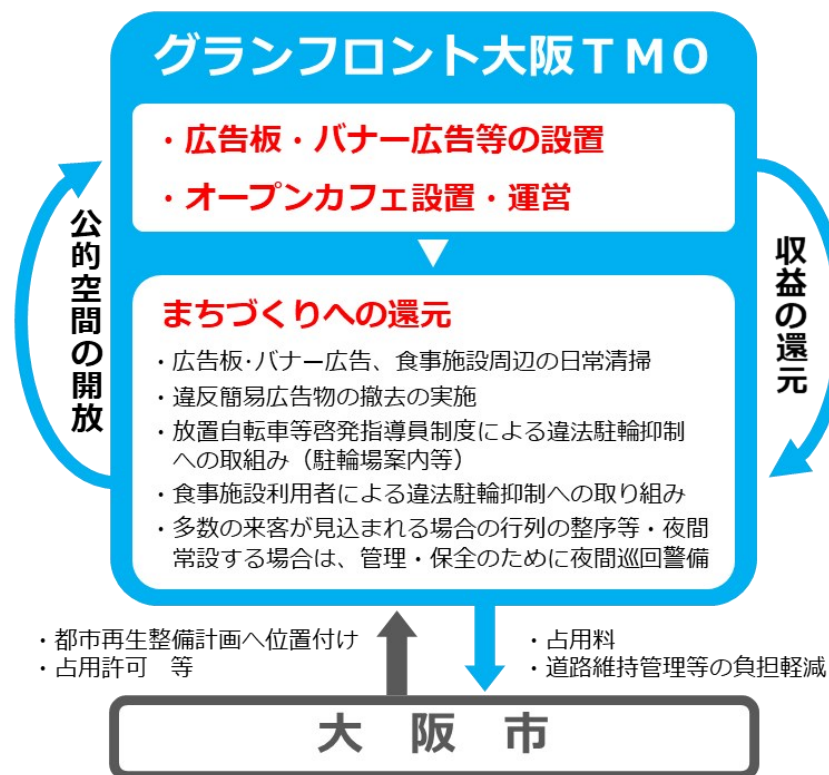 グランフロント大阪ＴＭＯ
・広告板・バナー広告等の設置
・オープンカフェ設置・運営
公的空間の開放
収益の還元
まちづくりへの還元
・広告板・バナー広告、食事施設周辺の日常清掃
・違反簡易広告物の撤去の実施
・放置自転車等啓発指導員制度による違法駐輪抑制
への取組み（駐輪場案内等）
・食事施設利用者による違法駐輪抑制への取り組み
・多数の来客が見込まれる場合の行列の整序等・夜間
常設する場合は、管理・保全のために夜間巡回警備
・都市再生整備計画へ位置付け
・占用許可　等
・占用料
・道路維持管理等の負担軽減
大　阪　市